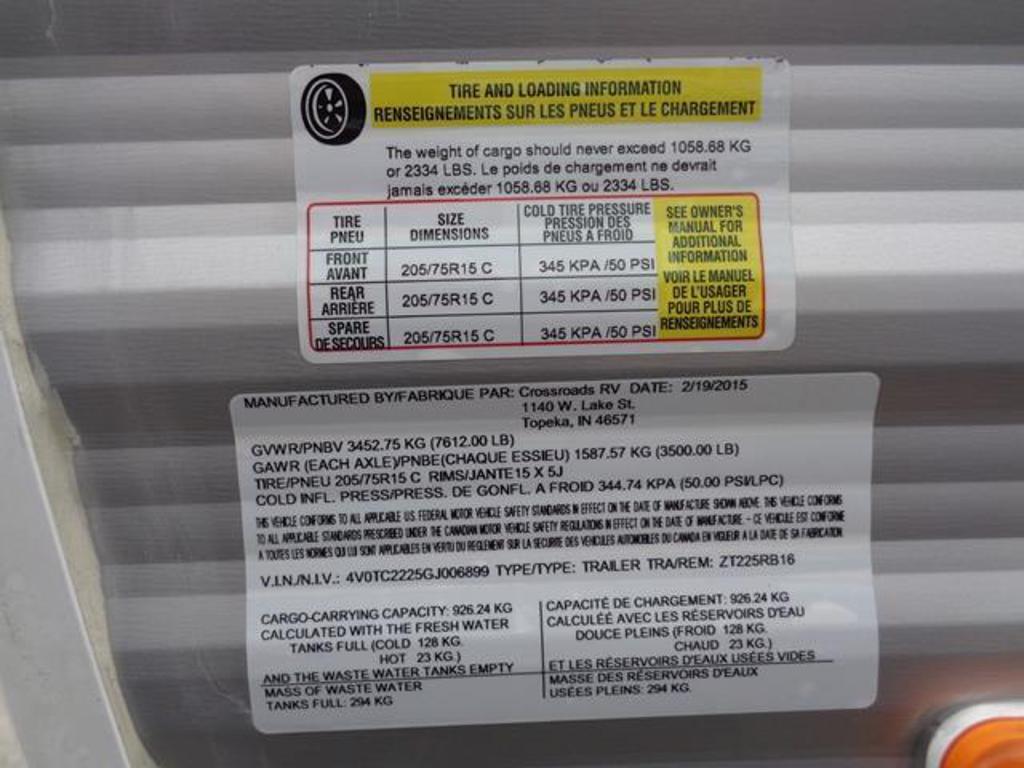 TIRE AND LOADING INFORMATION
RENSEIGNEMENTS SUR LES PNEUS ET LE CHARGEMENT
The weight of cargo should never exceed 1058.68 KG
or 2334 LBS. Le poids de chargement ne devrait
jamais excéder 1058.68 KG ou 2334 LBS.
TIRE
PNEU
SIZE
DIMENSIONS
COLD TIRE PRESSURE
PRESSION DES
PNEUS A FROID
SEE OWNER'S
MANUAL FOR
ADDITIONAL
INFORMATION
VOIR LE MANUEL
DE L'USAGER
POUR PLUS DE
RENSEIGNEMENTS
FRONT
AVANT
205/75R15 C
345 KPA /50 PSI
REAR
ARRIÈRE
205/75R15 C
345 KPA /50 PSI
SPARE
DE SECOURS
205/75R15 C
345 KPA /50 PSI
MANUFACTURED BY/FABRIQUE PAR: Crossroads RV DATE: 2/19/2015
1140 W. Lake St.
Topeka, IN 46571
GVWR/PNBV 3452.75 KG (7612.00 LB)
GAWR (EACH AXLE)/PNBE(CHAQUE ESSIEU) 1587.57 KG (3500.00 LB)
TIRE/PNEU 205/75R15 C RIMS/JANTE15 X 5J
COLD INFL. PRESS/PRESS. DE GONFL. A FROID 344.74 KPA (50.00 PSI/LPC)
THIS VEHICLE CONFORMS TO ALL APPLICABLE U.S. FEDERAL MOTOR VEHICLE SAFETY STANDARDS IN EFFECT ON THE DATE OF MANUFACTURE SHOWN ABOVE. THIS VEHICLE CONFORMS
TO ALL APPLICABLE STANDARDS PRESCRIBED UNDER THE CANADIAN MOTOR VEHICLE SAFETY REGULATIONS IN EFFECT ON THE DATE OF MANUFACTURE. - CE VEHICULE EST CONFORME
A TOUTES LES NORMES QUI LUI SONT APPLICABLES EN VERTU DU REGLEMENT SUR LA SECURITE DES VEHICULES AUTOMOBILES DU CANADA EN VIGUEUR A LA DATE DE SA FABRICATION
V.I.N./N.I.V.: 4V0TC2225GJ006899 TYPE/TYPE: TRAILER TRA/REM: ZT225RB16
CARGO-CARRYING CAPACITY: 926.24 KG
CALCULATED WITH THE FRESH WATER
TANKS FULL (COLD 128 KG.
HOT 23 KG.)
AND THE WASTE WATER TANKS EMPTY
MASS OF WASTE WATER
TANKS FULL: 294 KG
CAPACITÉ DE CHARGEMENT: 926.24 KG
CALCULÉE AVEC LES RÉSERVOIRS D'EAU
DOUCE PLEINS (FROID 128 KG.
CHAUD 23 KG.)
ET LES RÉSERVOIRS D'EAUX USÉES VIDES
MASSE DES RÉSERVOIRS D'EAUX
USÉES PLEINS: 294 KG.